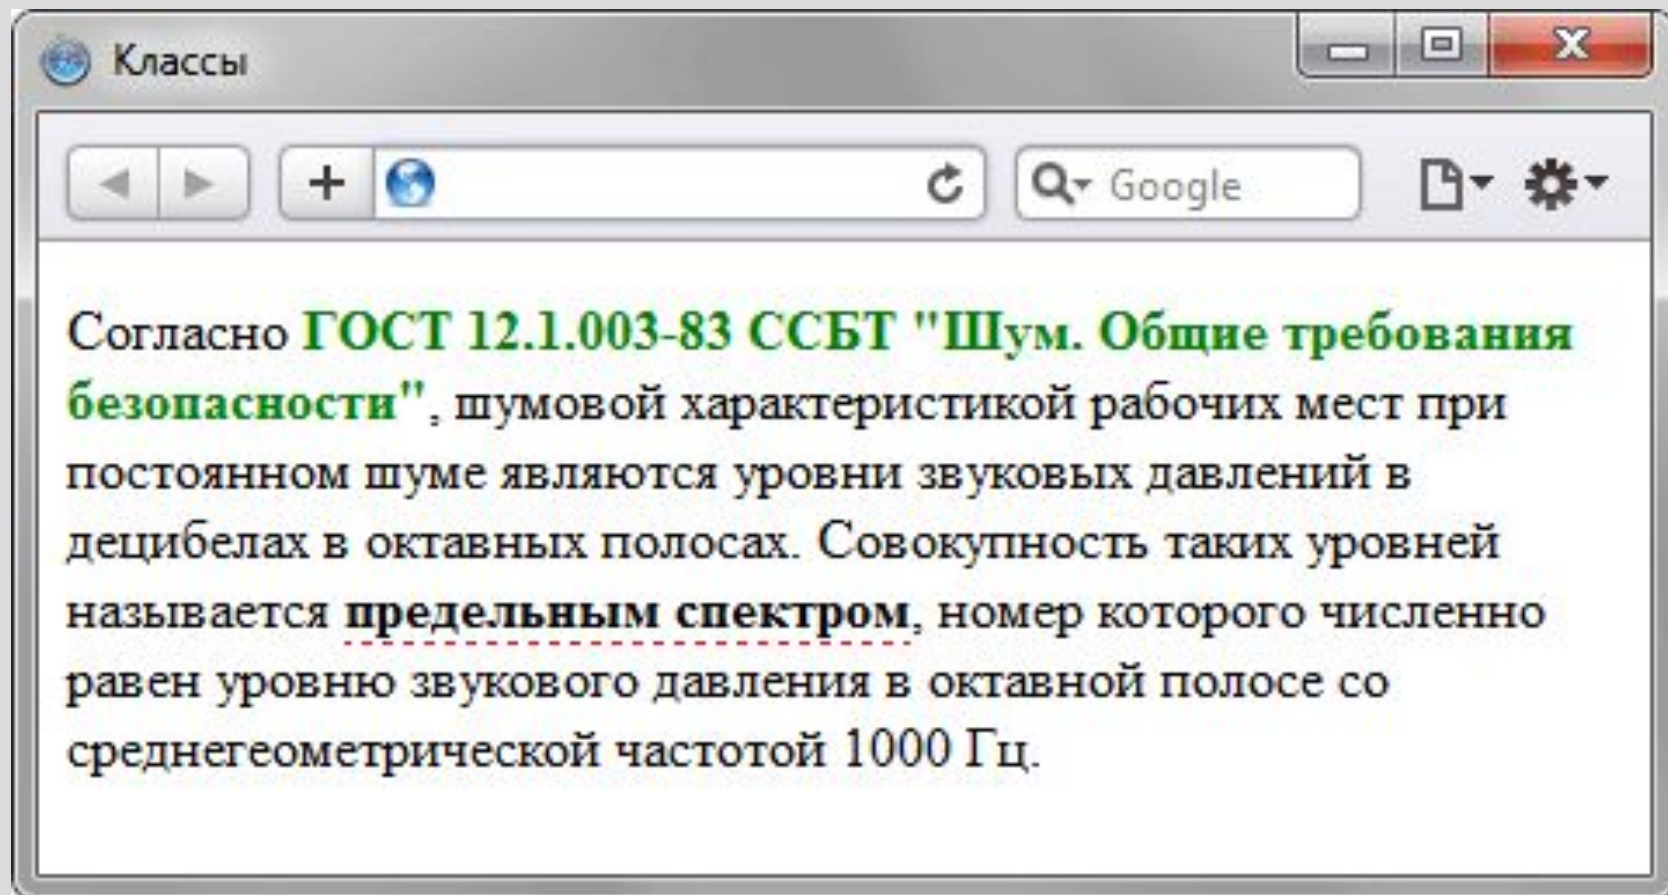 Классы
Google
Согласно ГОСТ 12.1.003-83 ССБТ "Шум. Общие требования
безопасности", шумовой характеристикой рабочих мест при
постоянном шуме являются уровни звуковых давлений в
децибелах в октавных полосах. Совокупность таких уровней
называется предельным спектром, номер которого численно
равен уровню звукового давления в октавной полосе со
среднегеометрической частотой 1000 Гц.